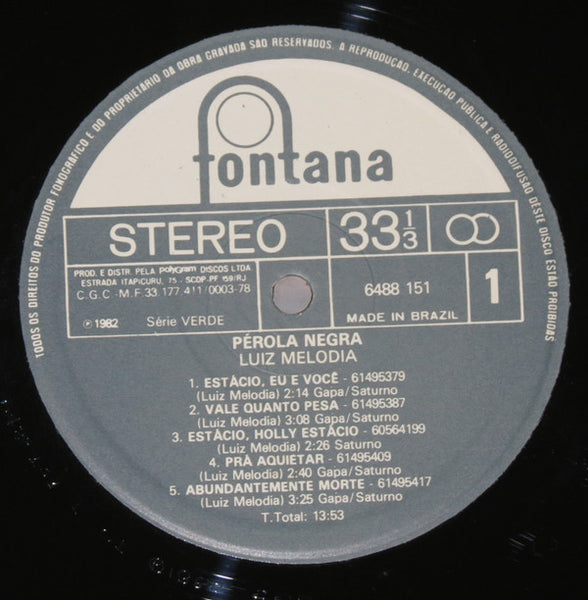 TODOS OS DIREITOS DO PRODUTOR FONOGRÁFICO E DO PROPRIETÁRIO DA OBRA GRAVADA SÃO RESERVADOS. A REPRODUÇÃO, EXECUÇÃO PÚBLICA E RADIODIFUSÃO DESTE DISCO ESTÃO PROIBIDAS
fontana
STEREO
33 1/3
PROD. E DISTR. PELA polygram DISCOS LTDA
ESTRADA ITAPICURU, 75 - SCDP-PF 159/RJ
C.G.C - M.F 33 177 411/0003-78
6488 151
1
℗ 1982 Série VERDE
MADE IN BRAZIL
PÉROLA NEGRA
LUIZ MELODIA
1. ESTÁCIO, EU E VOCÊ - 61495379
(Luiz Melodia) 2:14 Gapa/Saturno
2. VALE QUANTO PESA - 61495387
(Luiz Melodia) 3:08 Gapa/Saturno
3. ESTÁCIO, HOLLY ESTÁCIO - 60564199
(Luiz Melodia) 2:26 Saturno
4. PRÀ AQUIETAR - 61495409
(Luiz Melodia) 2:40 Gapa/Saturno
5. ABUNDANTEMENTE MORTE - 61495417
(Luiz Melodia) 3:25 Gapa/Saturno
T.Total: 13:53